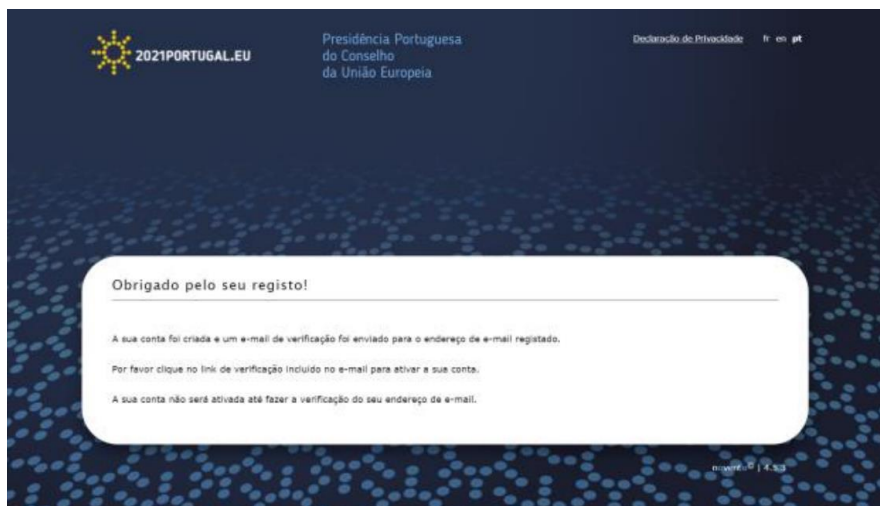 2021PORTUGAL.EU
Presidência Portuguesa
do Conselho
da União Europeia
Declaração de Privacidade fr en pt
Obrigado pelo seu registo!
A sua conta foi criada e um e-mail de verificação foi enviado para o endereço de e-mail registado.
Por favor clique no link de verificação incluído no e-mail para ativar a sua conta.
A sua conta não será ativada até fazer a verificação do seu endereço de e-mail.
| 4.5.3